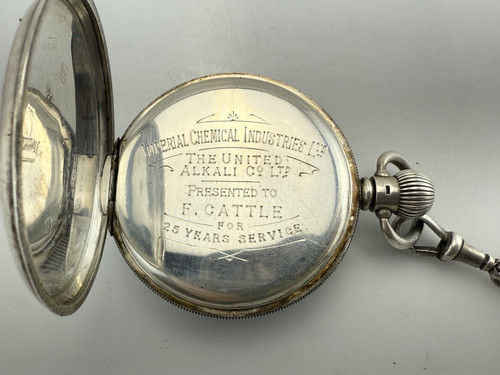 IMPERIAL CHEMICAL INDUSTRIES LTD
THE UNITED
ALKALI CO LTD
PRESENTED TO
F. CATTLE
FOR
25 YEARS SERVICE